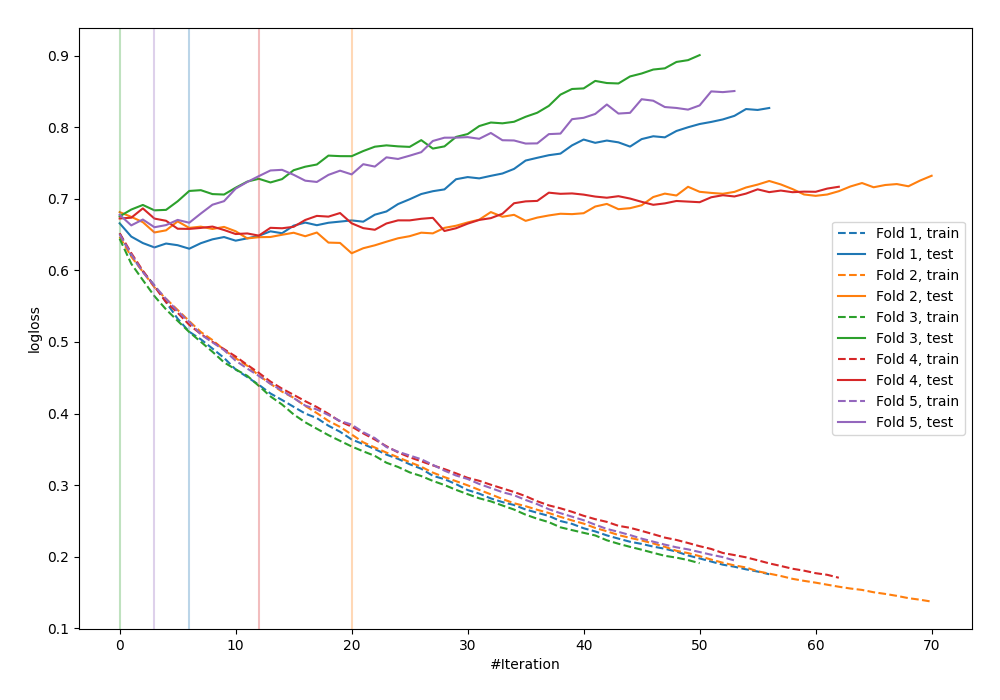 0.9
0.8
0.7
0.6
0.5
0.4
0.3
0.2
0.1
logloss
0
10
20
30
40
50
60
70
#Iteration
Fold 1, train
Fold 1, test
Fold 2, train
Fold 2, test
Fold 3, train
Fold 3, test
Fold 4, train
Fold 4, test
Fold 5, train
Fold 5, test